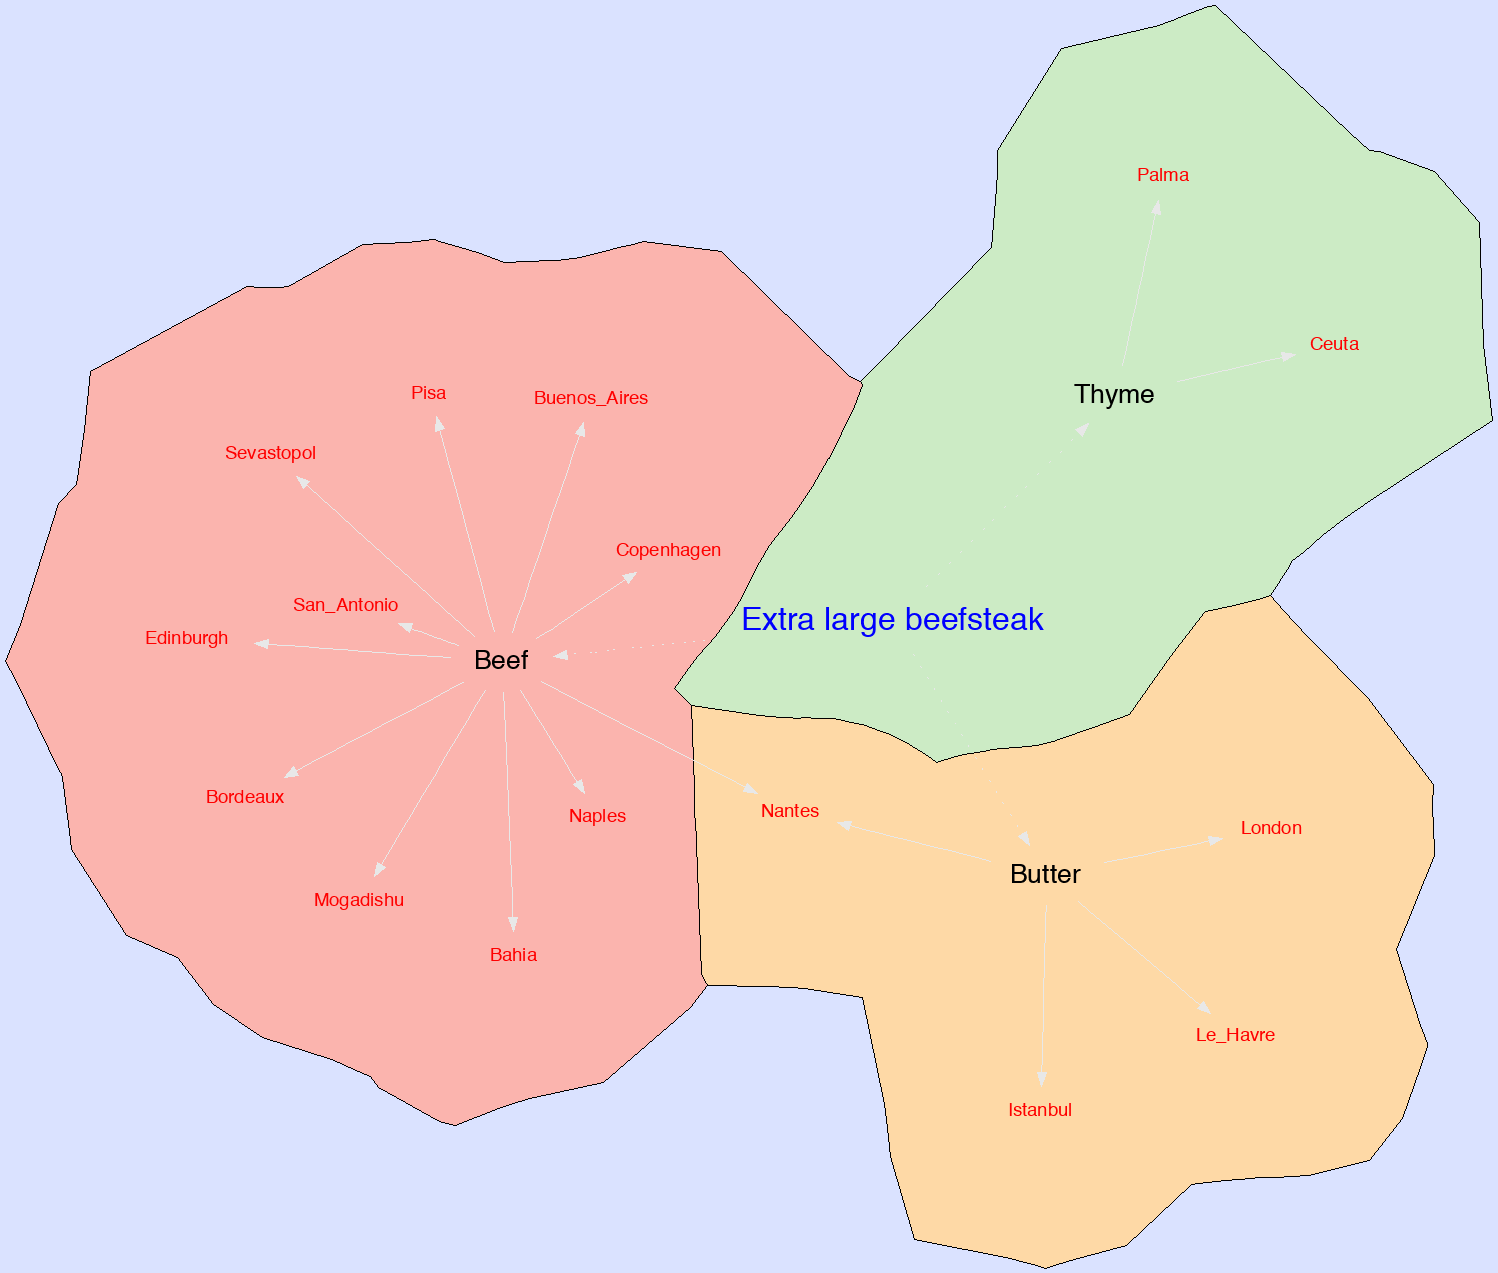 Palma
Ceuta
Thyme
Pisa
Buenos_Aires
Sevastopol
Copenhagen
San_Antonio
Extra large beefsteak
Edinburgh
Beef
Bordeaux
Naples
Nantes
London
Butter
Mogadishu
Bahia
Le_Havre
Istanbul